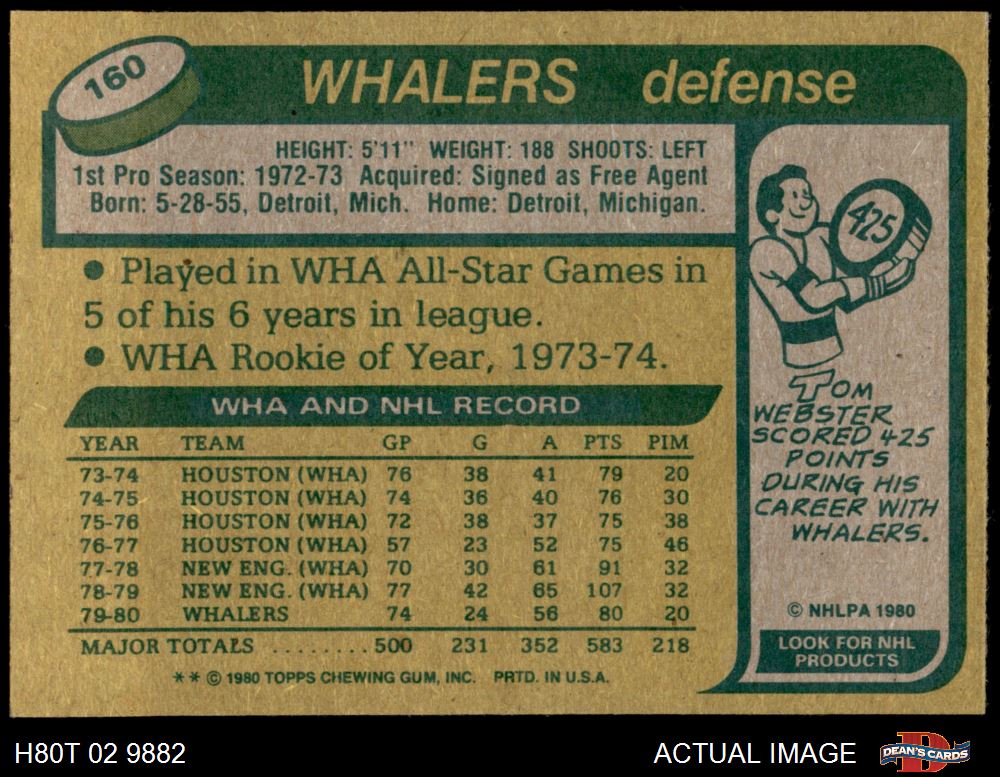 160
WHALERS defense
HEIGHT: 5'11" WEIGHT: 188 SHOOTS: LEFT
1st Pro Season: 1972-73 Acquired: Signed as Free Agent
Born: 5-28-55, Detroit, Mich. Home: Detroit, Michigan.
● Played in WHA All-Star Games in
5 of his 6 years in league.
● WHA Rookie of Year, 1973-74.
WHA AND NHL RECORD
YEAR TEAM GP G A PTS PIM
73-74 HOUSTON (WHA) 76 38 41 79 20
74-75 HOUSTON (WHA) 74 36 40 76 30
75-76 HOUSTON (WHA) 72 38 37 75 38
76-77 HOUSTON (WHA) 57 23 52 75 46
77-78 NEW ENG. (WHA) 70 30 61 91 32
78-79 NEW ENG. (WHA) 77 42 65 107 32
79-80 WHALERS 74 24 56 80 20
MAJOR TOTALS ........ 500 231 352 583 218
** © 1980 TOPPS CHEWING GUM, INC. PRTD. IN U.S.A.
425
TOM
WEBSTER
SCORED 425
POINTS
DURING HIS
CAREER WITH
WHALERS.
© NHLPA 1980
LOOK FOR NHL
PRODUCTS
H80T 02 9882
ACTUAL IMAGE
DEAN'S CARDS